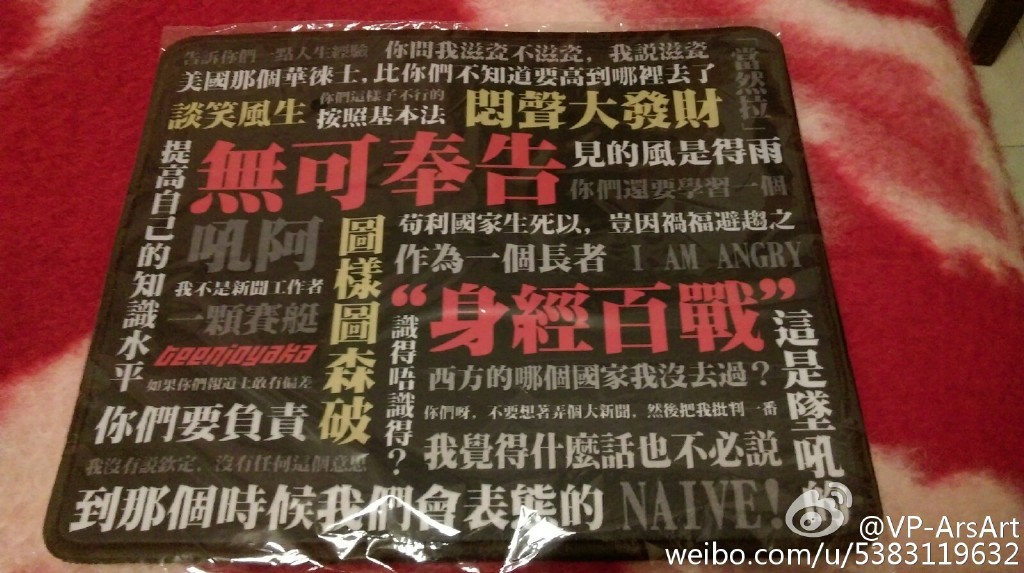 告訴你們一點人生經驗
你問我滋瓷不滋瓷，我說滋瓷
當然拉
美國那個華徠士，比你們不知道要高到哪裡去了
談笑風生
你們這樣子不行的
按照基本法
悶聲大發財
提高自己的知識水平
無可奉告
見的風是得雨
你們還要學習一個
吼阿
圖樣圖森破
苟利國家生死以，豈因禍福避趨之
作為一個長者
I AM ANGRY
我不是新聞工作者
一顆賽艇
teenjoyaka
如果你們報道上敢有偏差
你們要負責
識得唔識得？
“身經百戰”
這是墜吼的
西方的哪個國家我沒去過？
你們呀，不要想著弄個大新聞，然後把我批判一番
我覺得什麼話也不必説
我沒有說欽定，沒有任何這個意思
到那個時候我們會表態的
NAIVE!
@VP-ArsArt
weibo.com/u/5383119632